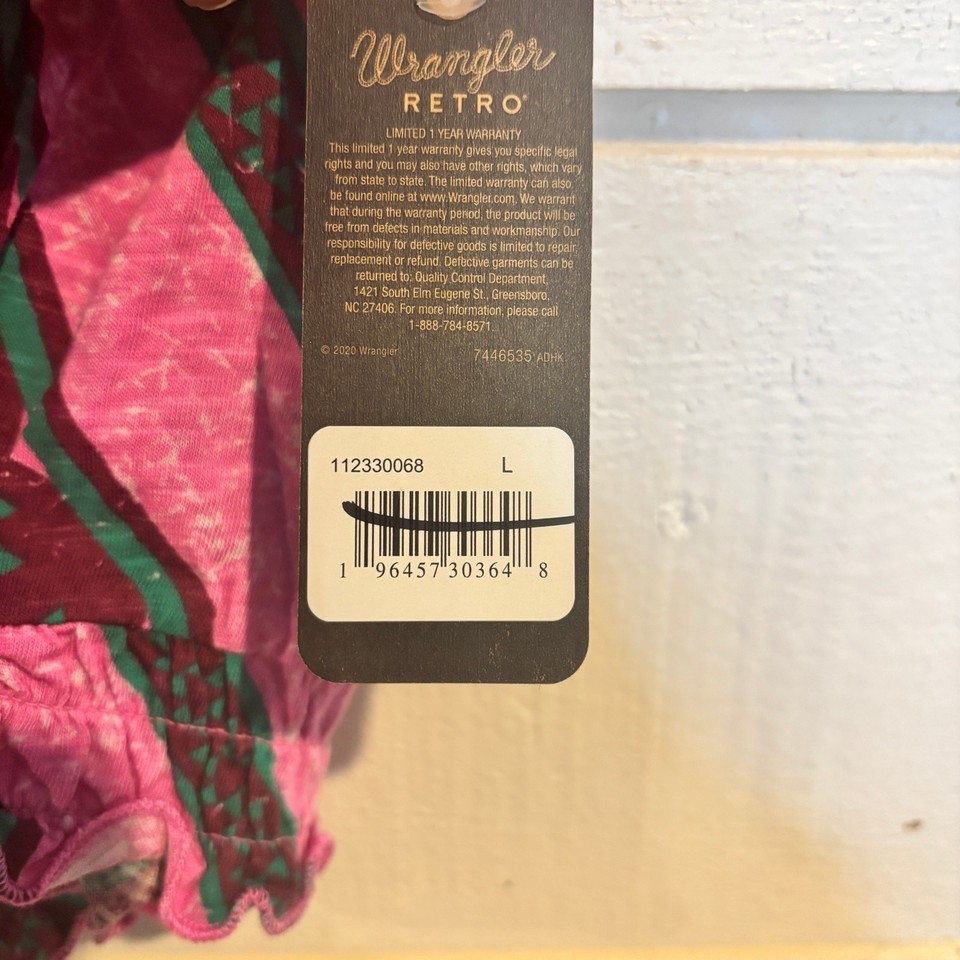 Wrangler
RETRO®
LIMITED 1 YEAR WARRANTY
This limited 1 year warranty gives you specific legal
rights and you may also have other rights, which vary
from state to state. The limited warranty can also
be found online at www.Wrangler.com. We warrant
that during the warranty period, the product will be
free from defects in materials and workmanship. Our
responsibility for defective goods is limited to repair,
replacement or refund. Defective garments can be
returned to: Quality Control Department,
1421 South Elm Eugene St., Greensboro,
NC 27406. For more information, please call
1-888-784-8571.
© 2020 Wrangler 7446535 ADHK
112330068 L
1 96457 30364 8